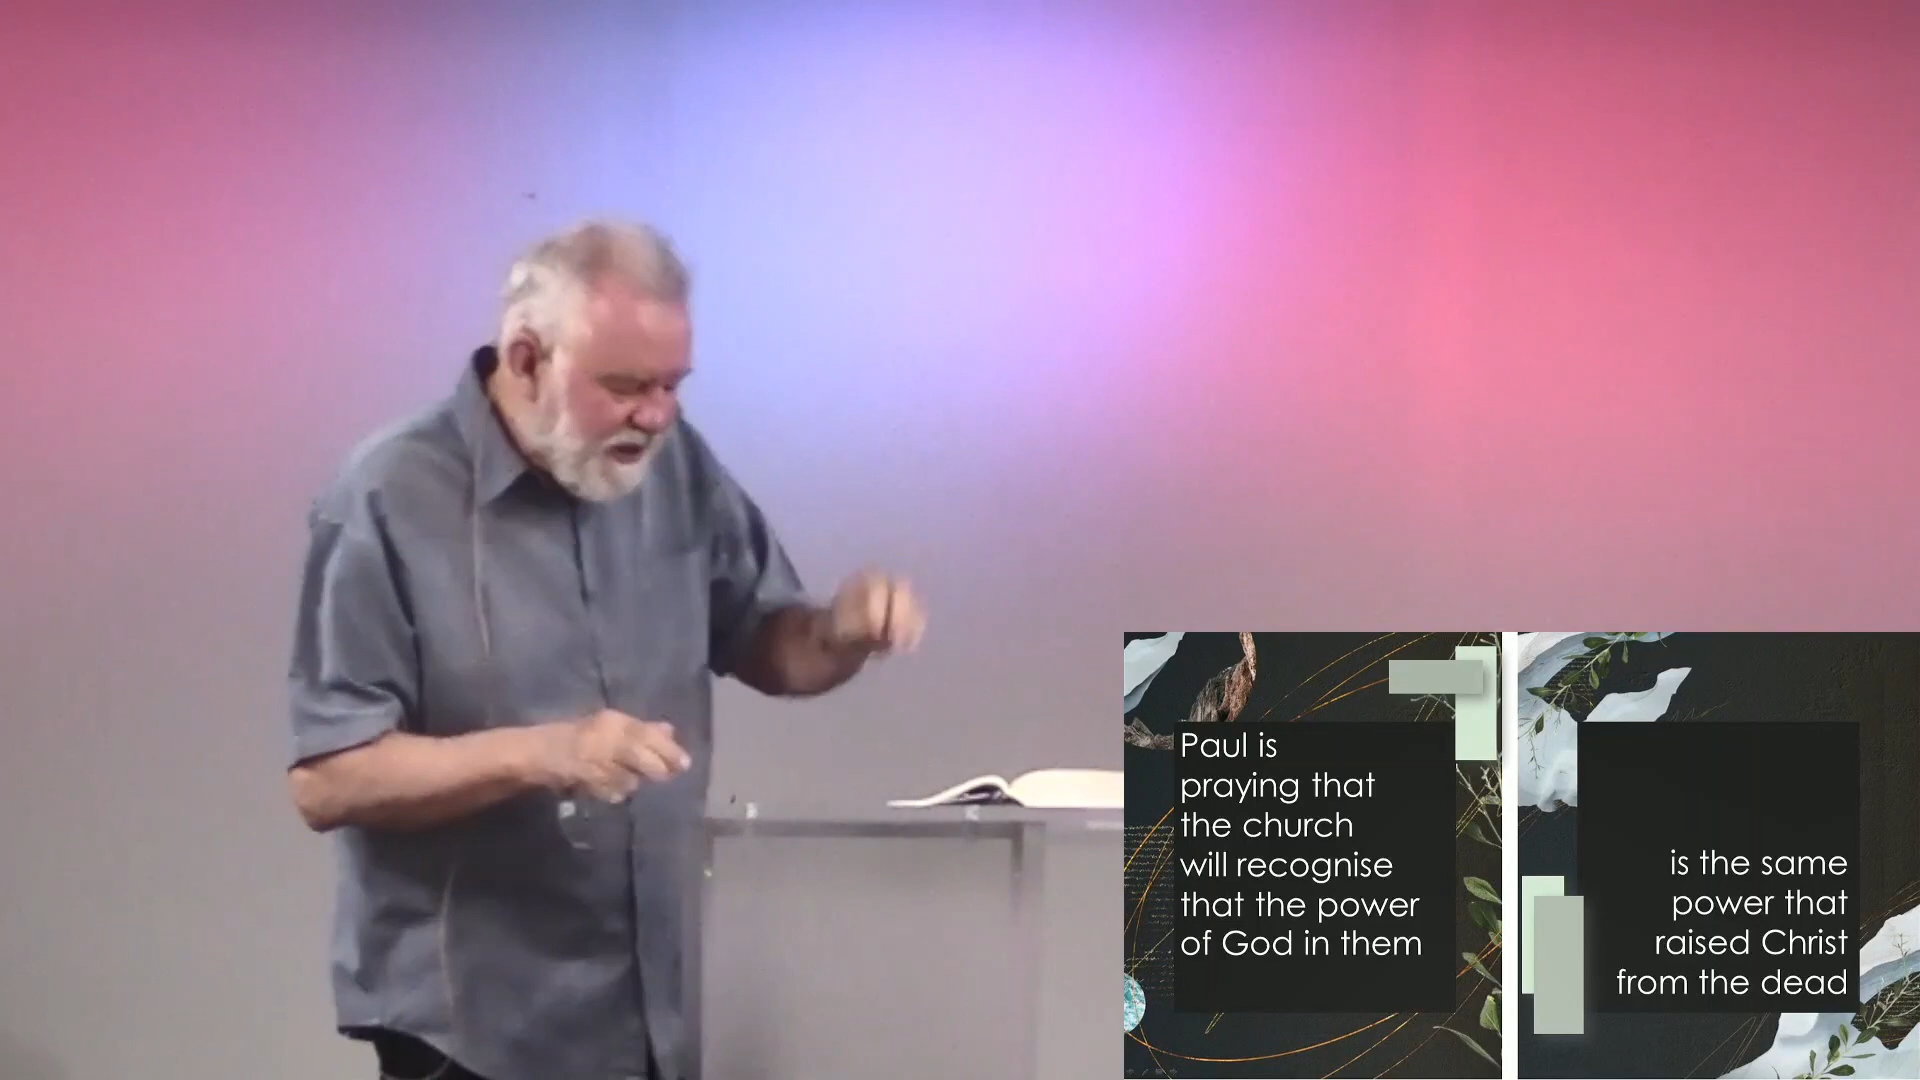 Paul is
praying that
the church
will recognise
that the power
of God in them
is the same
power that
raised Christ
from the dead